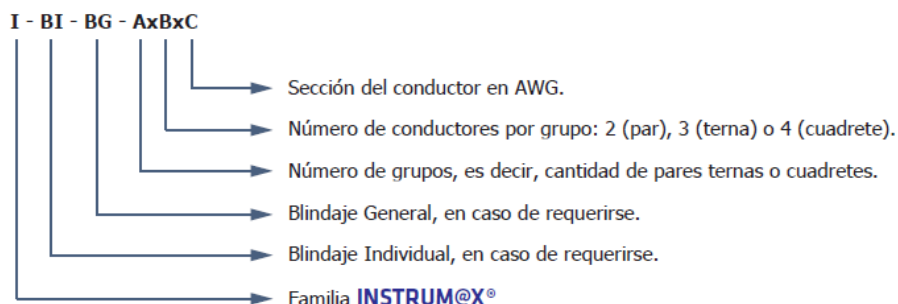 I - BI - BG - AxBxC
Sección del conductor en AWG.
Número de conductores por grupo: 2 (par), 3 (terna) o 4 (cuadrete).
Número de grupos, es decir, cantidad de pares ternas o cuadretes.
Blindaje General, en caso de requerirse.
Blindaje Individual, en caso de requerirse.
Familia INSTRUM@X®